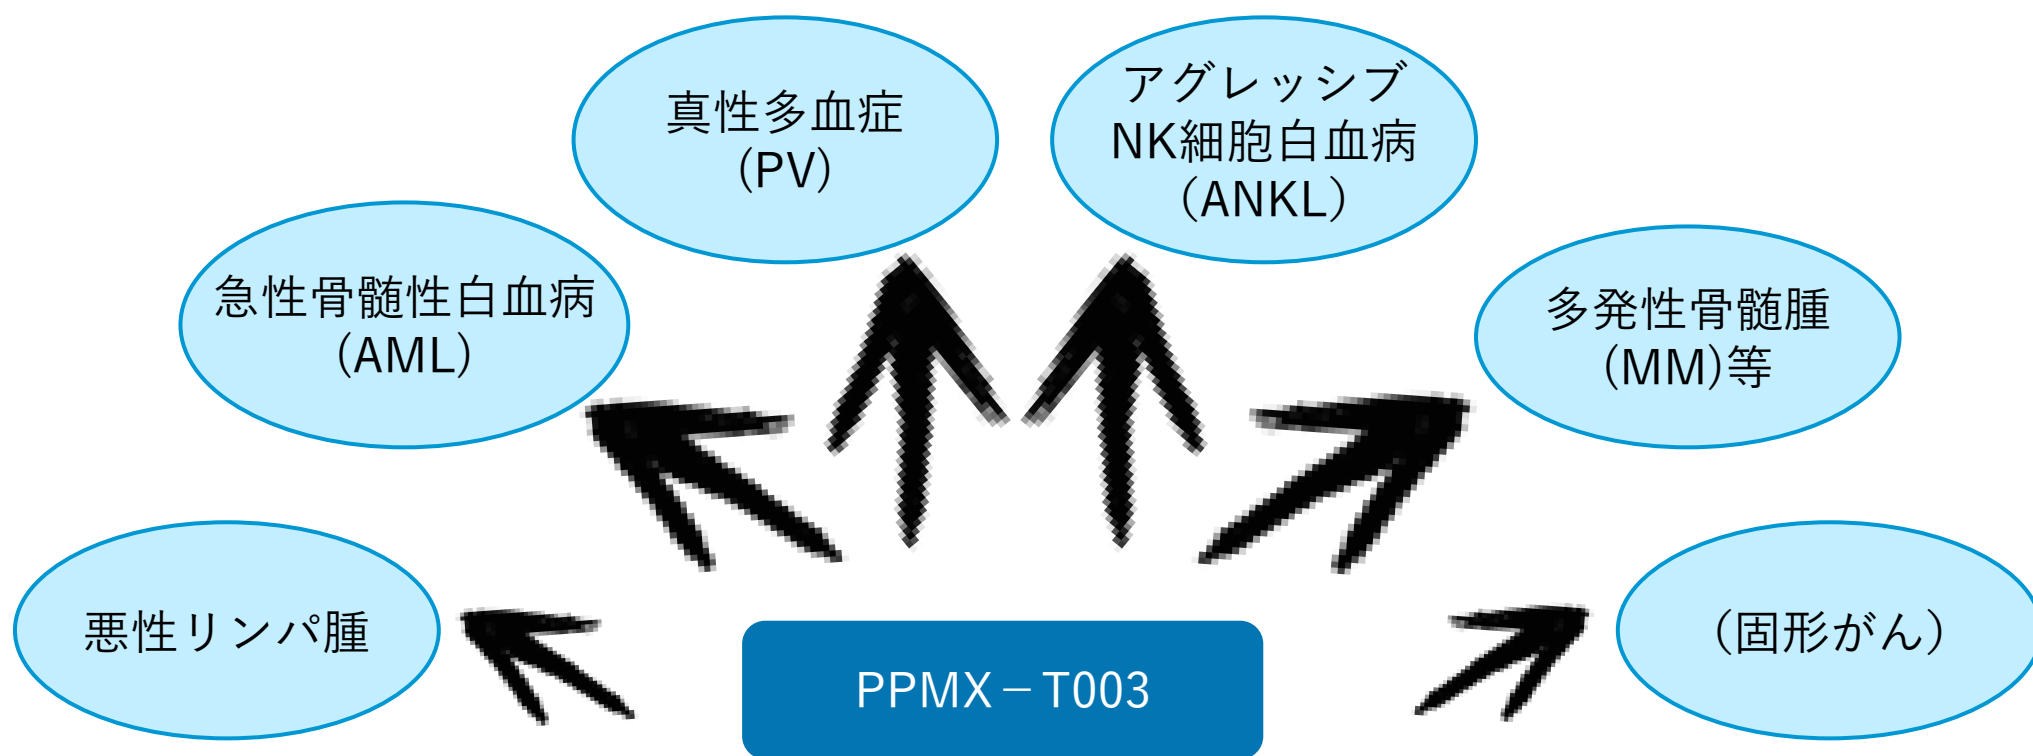 真性多血症
(PV)
アグレッシブ
NK細胞白血病
(ANKL)
急性骨髄性白血病
(AML)
多発性骨髄腫
(MM)等
悪性リンパ腫
(固形がん)
PPMX－T003